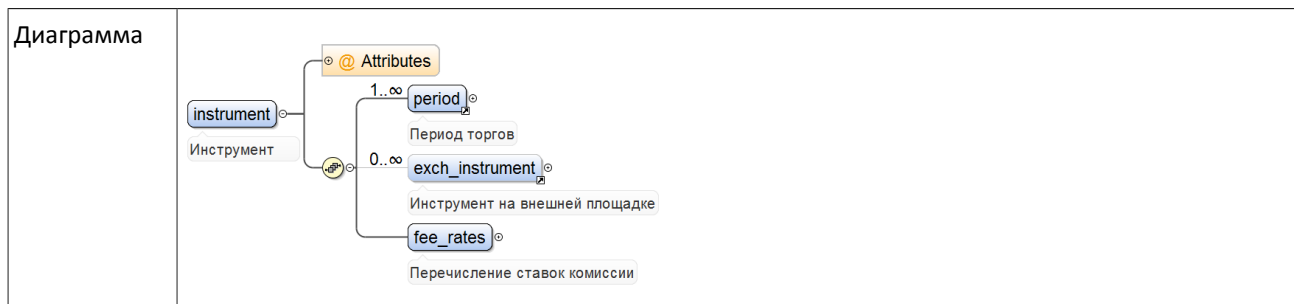 Диаграмма
@ Attributes
1..∞
period
instrument
Период торгов
Инструмент
0..∞
exch_instrument
Инструмент на внешней площадке
fee_rates
Перечисление ставок комиссии